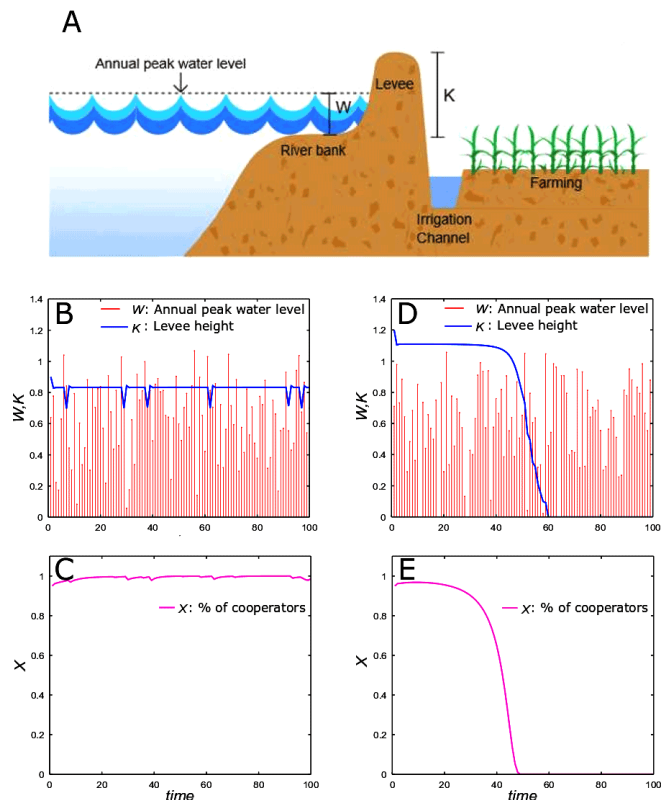 A
Annual peak water level
W
Levee
K
River bank
Farming
Irrigation
Channel
B
W: Annual peak water level
K: Levee height
W,K
1.4
1.2
1
0.8
0.6
0.4
0.2
0
0 20 40 60 80 100
D
W: Annual peak water level
K: Levee height
W,K
1.4
1.2
1
0.8
0.6
0.4
0.2
0
0 20 40 60 80 100
C
X: % of cooperators
X
1
0.8
0.6
0.4
0.2
0
0 20 40 60 80 100
time
E
X: % of cooperators
X
1
0.8
0.6
0.4
0.2
0
0 20 40 60 80 100
time